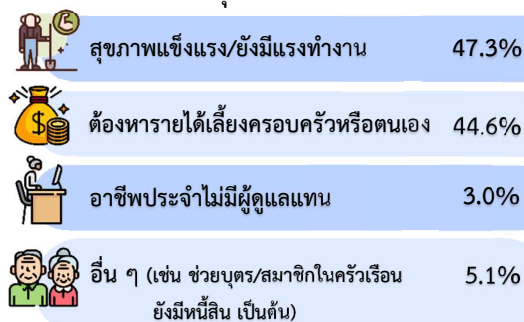 สุขภาพแข็งแรง/ยังมีแรงทำงาน 47.3%
ต้องหารายได้เลี้ยงครอบครัวหรือตนเอง 44.6%
อาชีพประจำไม่มีผู้ดูแลแทน 3.0%
อื่น ๆ (เช่น ช่วยบุตร/สมาชิกในครัวเรือน 5.1%
ยังมีหนี้สิน เป็นต้น)